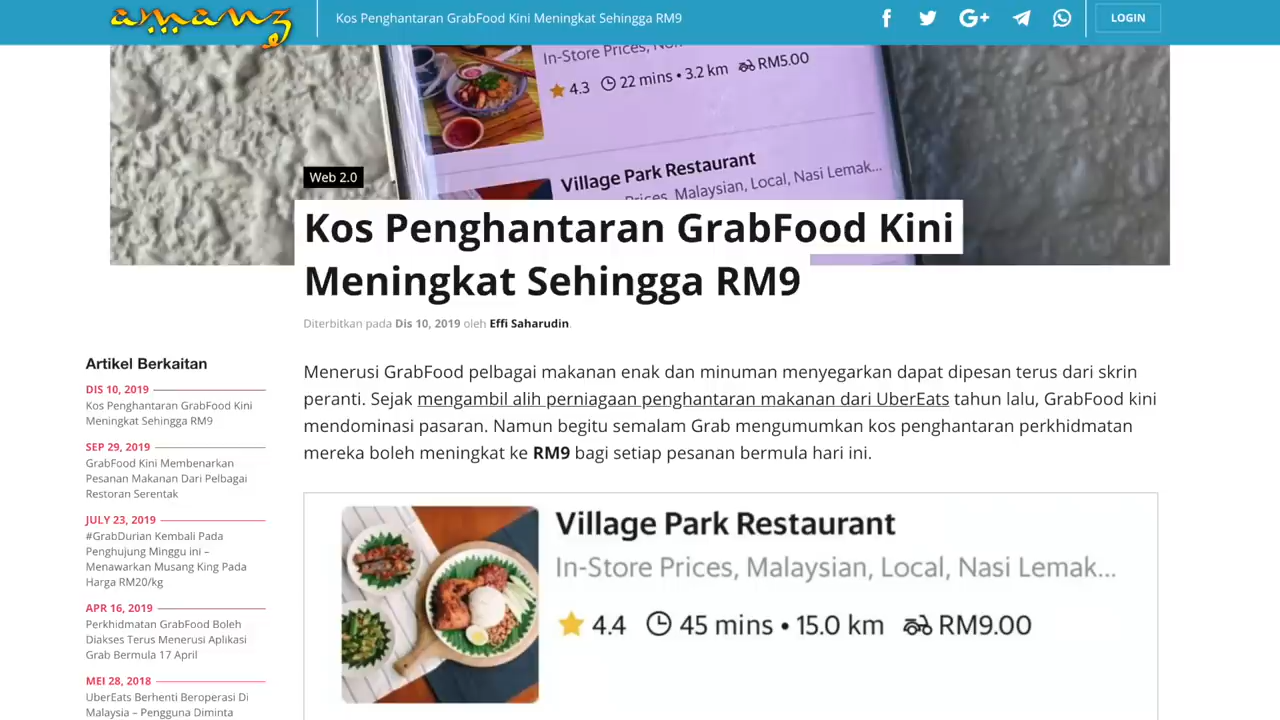 amanz
Kos Penghantaran GrabFood Kini Meningkat Sehingga RM9
LOGIN
In-Store Prices,
4.3 22 mins • 3.2 km RM5.00
Village Park Restaurant
Prices, Malaysian, Local, Nasi Lemak...
Web 2.0
Kos Penghantaran GrabFood Kini
Meningkat Sehingga RM9
Diterbitkan pada Dis 10, 2019 oleh Effi Saharudin.
Artikel Berkaitan
DIS 10, 2019
Kos Penghantaran GrabFood Kini
Meningkat Sehingga RM9
SEP 29, 2019
GrabFood Kini Membenarkan
Pesanan Makanan Dari Pelbagai
Restoran Serentak
JULY 23, 2019
#GrabDurian Kembali Pada
Penghujung Minggu ini –
Menawarkan Musang King Pada
Harga RM20/kg
APR 16, 2019
Perkhidmatan GrabFood Boleh
Diakses Terus Menerusi Aplikasi
Grab Bermula 17 April
MEI 28, 2018
UberEats Berhenti Beroperasi Di
Malaysia – Pengguna Diminta
Menerusi GrabFood pelbagai makanan enak dan minuman menyegarkan dapat dipesan terus dari skrin
peranti. Sejak mengambil alih perniagaan penghantaran makanan dari UberEats tahun lalu, GrabFood kini
mendominasi pasaran. Namun begitu semalam Grab mengumumkan kos penghantaran perkhidmatan
mereka boleh meningkat ke RM9 bagi setiap pesanan bermula hari ini.
Village Park Restaurant
In-Store Prices, Malaysian, Local, Nasi Lemak...
4.4 45 mins • 15.0 km RM9.00